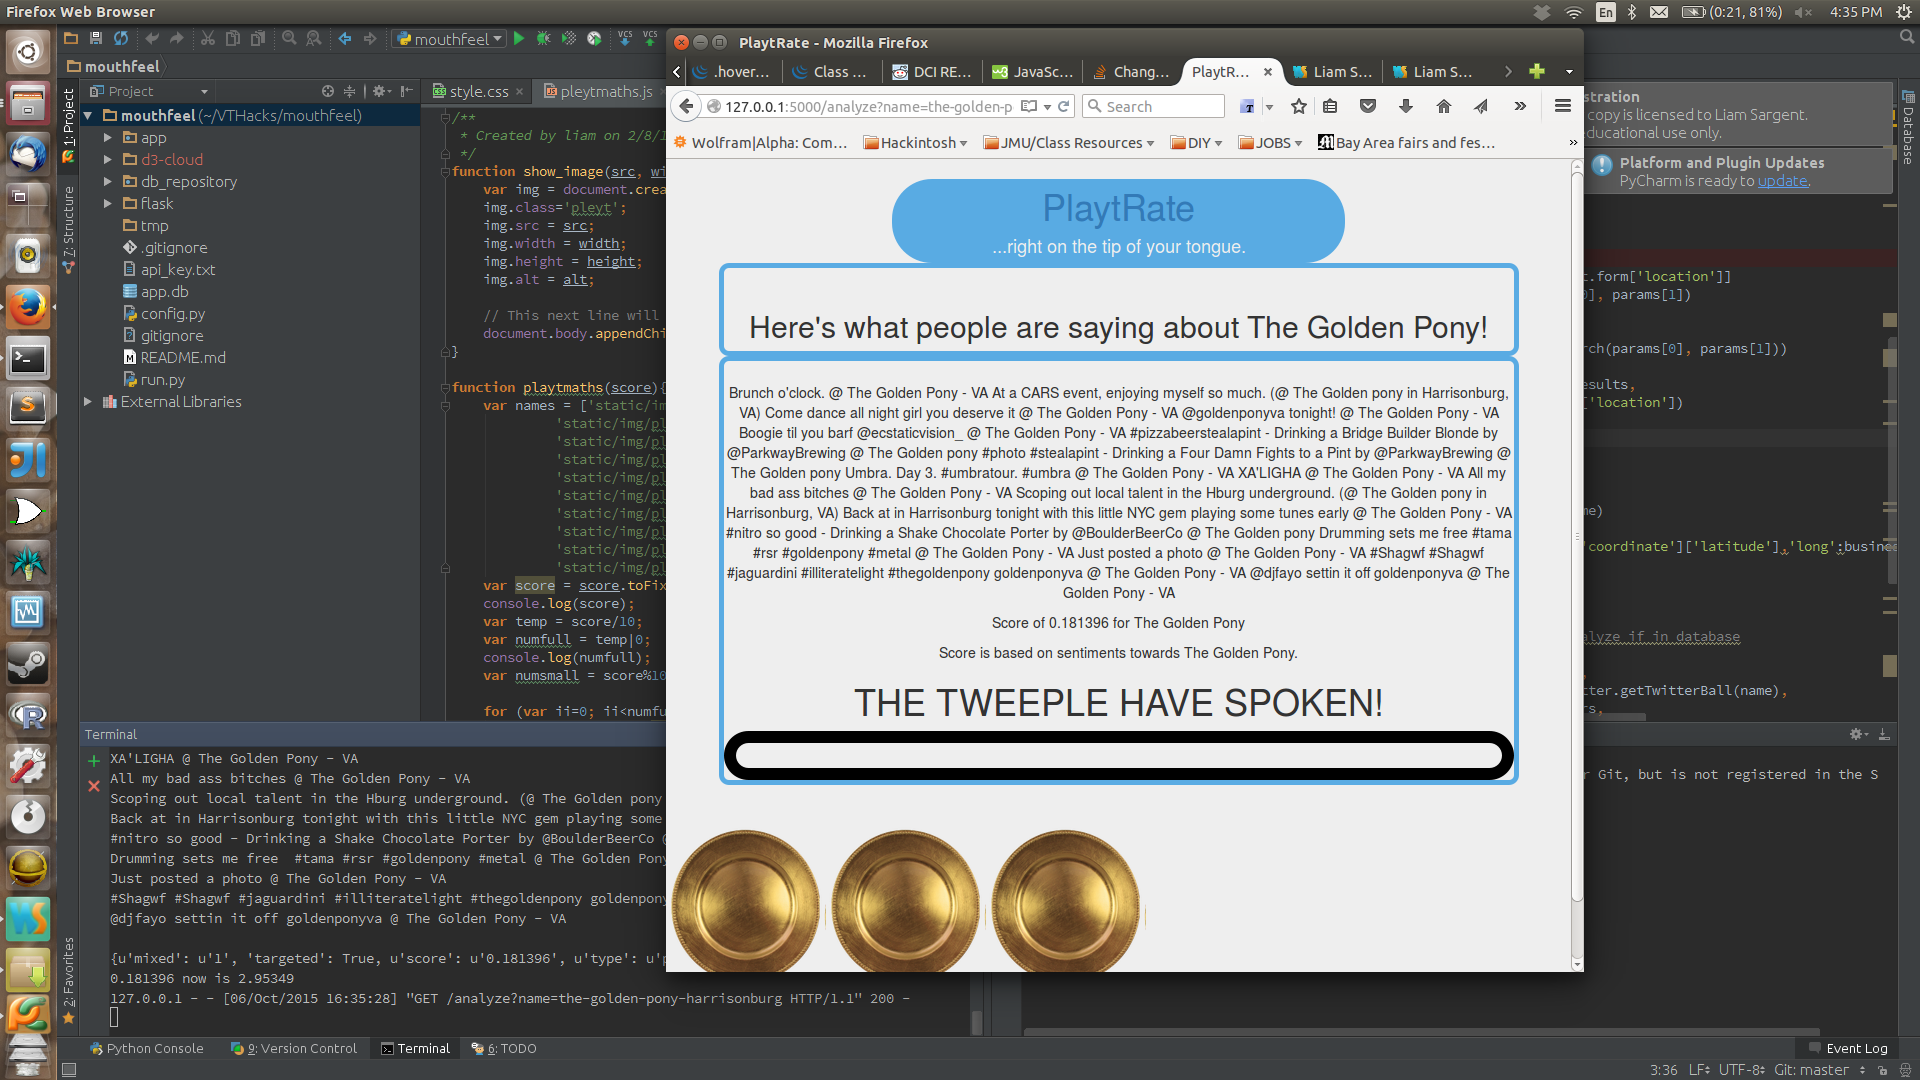 Firefox Web Browser
En
(0:21, 81%)
4:35 PM
mouthfeel
mouthfeel
Project
mouthfeel (~/VTHacks/mouthfeel)
app
d3-cloud
db_repository
flask
tmp
.gitignore
api_key.txt
app.db
config.py
gitignore
README.md
run.py
External Libraries
1: Project
7: Structure
2: Favorites
style.css
pleytmaths.js
/**
* Created by liam on 2/8/1
*/
function show_image(src, wi
var img = document.crea
img.class='pleyt';
img.src = src;
img.width = width;
img.height = height;
img.alt = alt;
// This next line will
document.body.appendChi
}
function playtmaths(score){
var names = ['static/im
'static/img/pl
'static/img/pl
'static/img/pl
'static/img/pl
'static/img/pl
'static/img/pl
'static/img/pl
'static/img/pl
'static/img/pl
var score = score.toFix
console.log(score);
var temp = score/10;
var numfull = temp|0;
console.log(numfull);
var numsmall = score%10
for (var ii=0; ii<numfu
PlaytRate - Mozilla Firefox
.hover...
Class ...
DCI RE...
JavaSc...
Chang...
PlaytR...
Liam S...
Liam S...
127.0.0.1:5000/analyze?name=the-golden-p
Search
Wolfram|Alpha: Com...
Hackintosh
JMU/Class Resources
DIY
JOBS
Bay Area fairs and fes...
PlaytRate
...right on the tip of your tongue.
Here's what people are saying about The Golden Pony!
Brunch o'clock. @ The Golden Pony - VA At a CARS event, enjoying myself so much. (@ The Golden pony in Harrisonburg,
VA) Come dance all night girl you deserve it @ The Golden Pony - VA @goldenponyva tonight! @ The Golden Pony - VA
Boogie til you barf @ecstaticvision_ @ The Golden Pony - VA #pizzabeerstealapint - Drinking a Bridge Builder Blonde by
@ParkwayBrewing @ The Golden pony #photo #stealapint - Drinking a Four Damn Fights to a Pint by @ParkwayBrewing @
The Golden pony Umbra. Day 3. #umbratour. #umbra @ The Golden Pony - VA XA'LIGHA @ The Golden Pony - VA All my
bad ass bitches @ The Golden Pony - VA Scoping out local talent in the Hburg underground. (@ The Golden pony in
Harrisonburg, VA) Back at in Harrisonburg tonight with this little NYC gem playing some tunes early @ The Golden Pony - VA
#nitro so good - Drinking a Shake Chocolate Porter by @BoulderBeerCo @ The Golden pony Drumming sets me free #tama
#rsr #goldenpony #metal @ The Golden Pony - VA Just posted a photo @ The Golden Pony - VA #Shagwf #Shagwf
#jaguardini #illiteratelight #thegoldenpony goldenponyva @ The Golden Pony - VA @djfayo settin it off goldenponyva @ The
Golden Pony - VA
Score of 0.181396 for The Golden Pony
Score is based on sentiments towards The Golden Pony.
THE TWEEPLE HAVE SPOKEN!
stration
copy is licensed to Liam Sargent.
educational use only.
Platform and Plugin Updates
PyCharm is ready to update.
Database
t.form['location']]
], params[1])
rch(params[0], params[1]))
esults,
['location'])
me)
'coordinate']['latitude'],'long':busine
alyze if in database
tter.getTwitterBall(name),
rs,
r Git, but is not registered in the S
Terminal
XA'LIGHA @ The Golden Pony - VA
All my bad ass bitches @ The Golden Pony - VA
Scoping out local talent in the Hburg underground. (@ The Golden pony
Back at in Harrisonburg tonight with this little NYC gem playing some
#nitro so good - Drinking a Shake Chocolate Porter by @BoulderBeerCo @
Drumming sets me free #tama #rsr #goldenpony #metal @ The Golden Pony
Just posted a photo @ The Golden Pony - VA
#Shagwf #Shagwf #jaguardini #illiteratelight #thegoldenpony goldenpony
@djfayo settin it off goldenponyva @ The Golden Pony - VA
{u'mixed': u'1', 'targeted': True, u'score': u'0.181396', u'type': u'p
0.181396 now is 2.95349
127.0.0.1 - - [06/Oct/2015 16:35:28] "GET /analyze?name=the-golden-pony-harrisonburg HTTP/1.1" 200 -
Python Console
9: Version Control
Terminal
6: TODO
Event Log
3:36
LF
UTF-8
Git: master